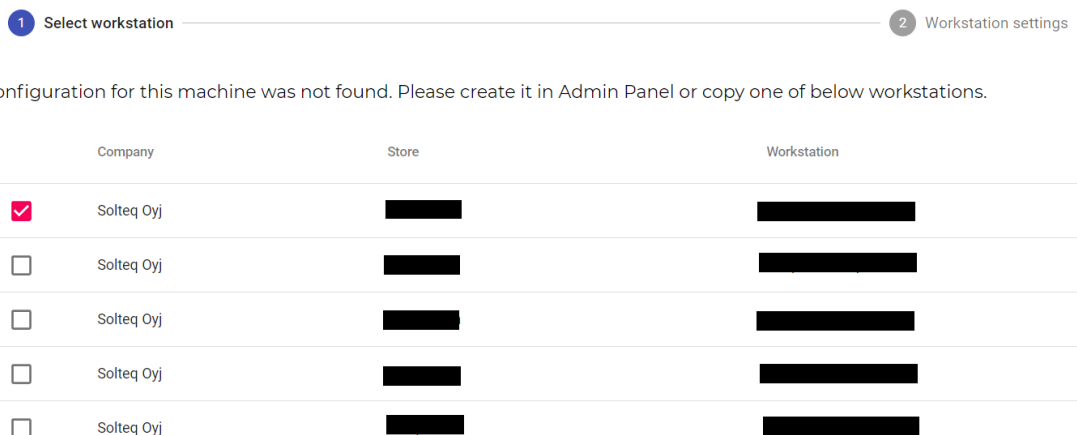 1 Select workstation 2 Workstation settings
onfiguration for this machine was not found. Please create it in Admin Panel or copy one of below workstations.
Company Store Workstation
Solteq Oyj
Solteq Oyj
Solteq Oyj
Solteq Oyj
Solteq Oyj